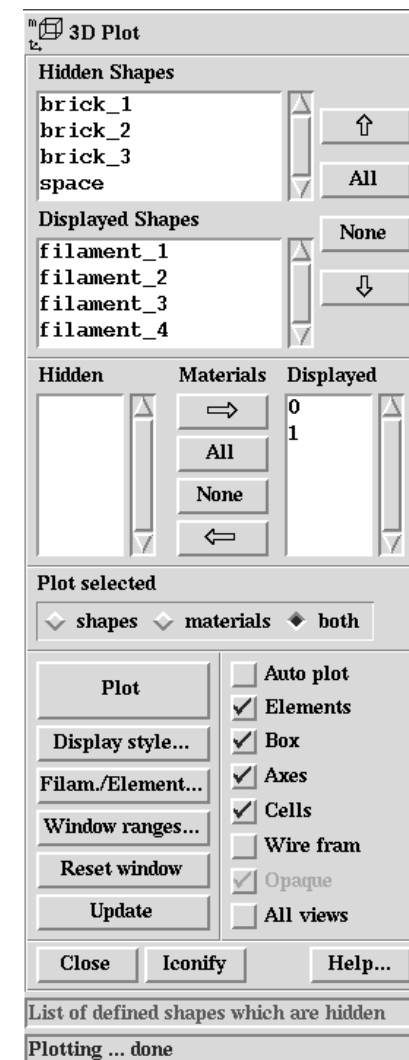 3D Plot
Hidden Shapes
brick_1
brick_2
brick_3
space
All
Displayed Shapes
None
filament_1
filament_2
filament_3
filament_4
Hidden Materials Displayed
0
1
All
None
Plot selected
shapes materials both
Plot
Auto plot
Elements
Display style...
Box
Filam./Element...
Axes
Window ranges...
Cells
Wire fram
Reset window
Opaque
Update
All views
Close Iconify Help...
List of defined shapes which are hidden
Plotting ... done